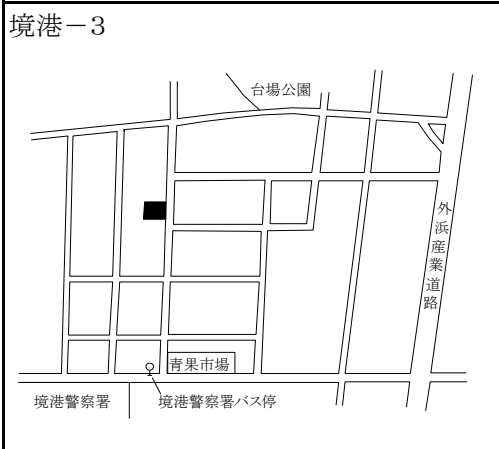 境港－3
台場公園
外浜産業道路
青果市場
境港警察署
境港警察署バス停